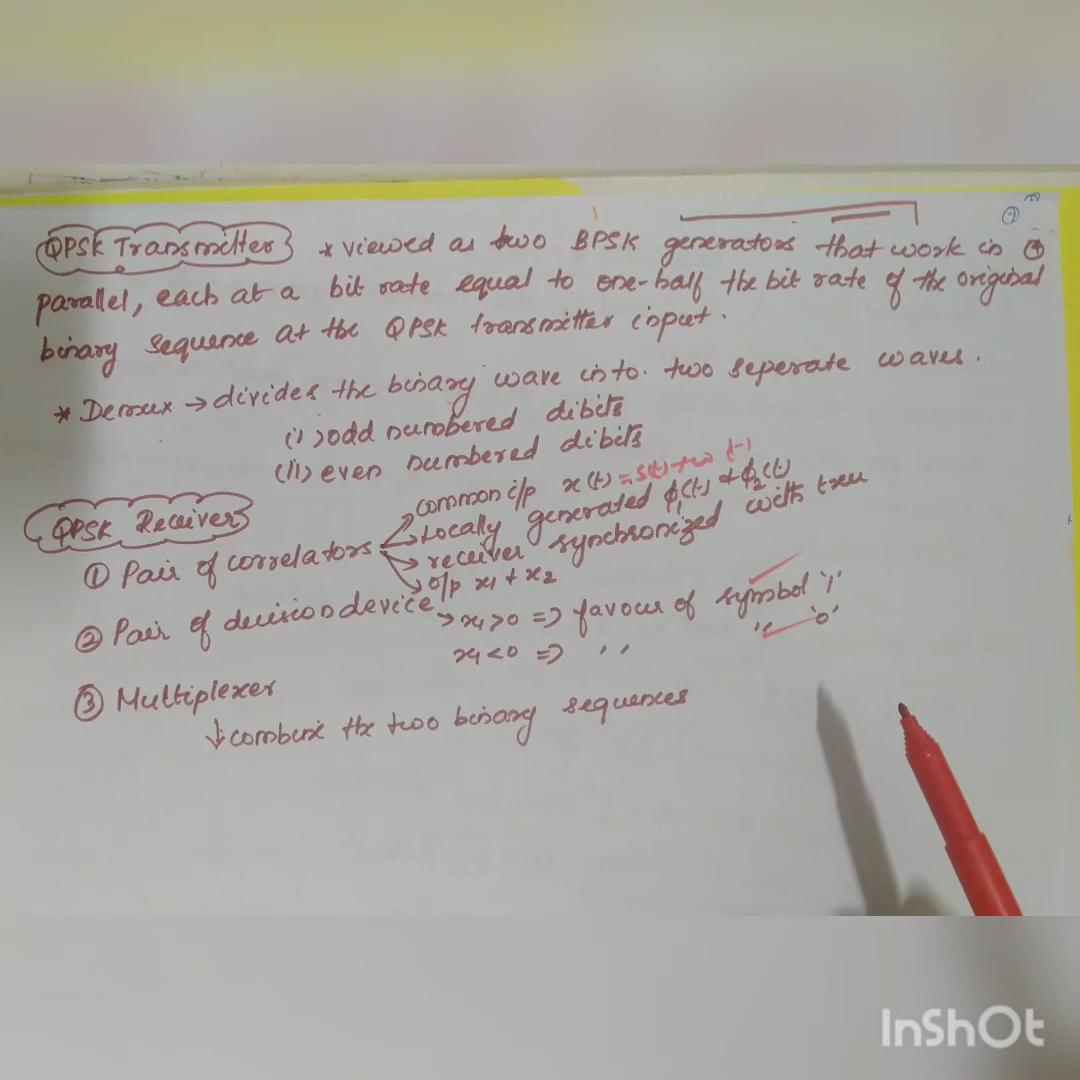 QPSK Transmitter * viewed as two BPSK generators that work in
parallel, each at a bit rate equal to one-half the bit rate of the original
binary sequence at the QPSK transmitter input.
* Demux → divides the binary wave into two seperate waves.
(i) odd numbered dibits
(ii) even numbered dibits
QPSK Receiver
① Pair of correlators → common i/p x(t) = s(t) + w(t)
→ Locally generated ϕ1(t) & ϕ2(t)
→ receiver synchronized with
→ o/p x1 + x2
② Pair of decision device → x1>0 ⇒ favour of symbol '1'
x1<0 ⇒ ,, ,, '0'
③ Multiplexer
↓ combine the two binary sequences
InShOt